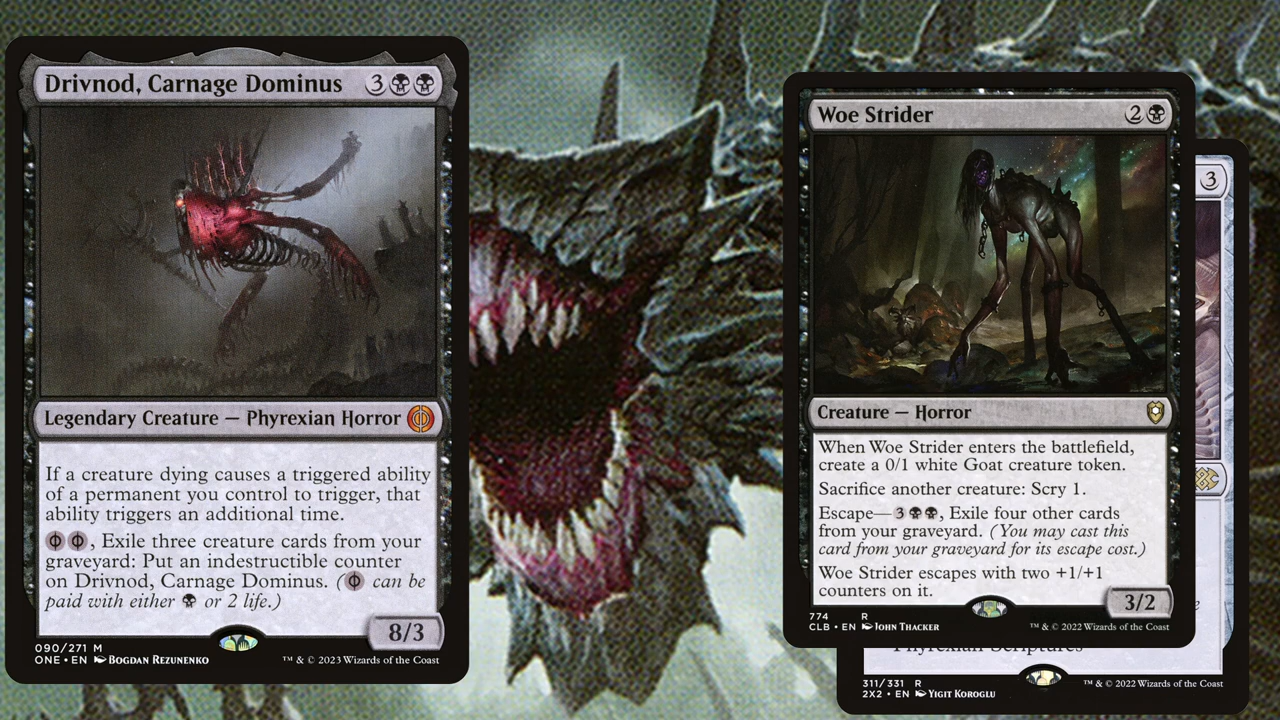 Drivnod, Carnage Dominus 3
Legendary Creature — Phyrexian Horror
If a creature dying causes a triggered ability
of a permanent you control to trigger, that
ability triggers an additional time.
, Exile three creature cards from your
graveyard: Put an indestructible counter
on Drivnod, Carnage Dominus. ( can be
paid with either or 2 life.)
8/3
090/271 M
ONE • EN BOGDAN REZUNENKO
™ & © 2023 Wizards of the Coast
Woe Strider 2
Creature — Horror
When Woe Strider enters the battlefield,
create a 0/1 white Goat creature token.
Sacrifice another creature: Scry 1.
Escape—3, Exile four other cards
from your graveyard. (You may cast this
card from your graveyard for its escape cost.)
Woe Strider escapes with two +1/+1
counters on it.
3/2
774 R
CLB • EN JOHN THACKER
™ & © 2022 Wizards of the Coast
3
Phyrexian Scriptures
311/331 R
2X2 • EN YIGIT KOROGLU
™ & © 2022 Wizards of the Coast